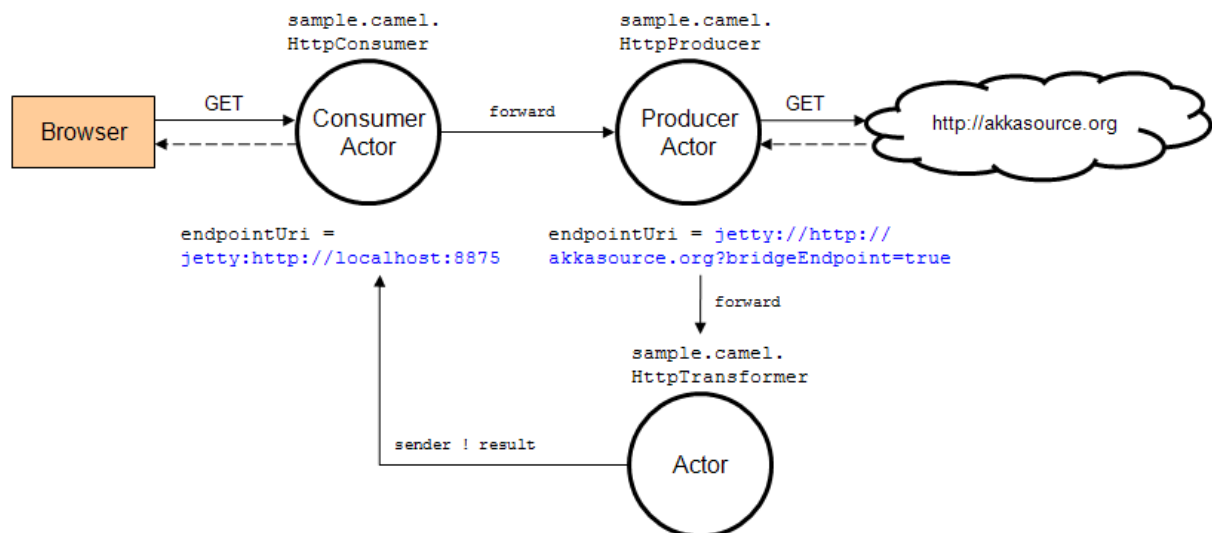 sample.camel.
HttpConsumer
sample.camel.
HttpProducer
Browser
GET
Consumer
Actor
forward
Producer
Actor
GET
http://akkasource.org
endpointUri =
jetty:http://localhost:8875
endpointUri = jetty://http://
akkasource.org?bridgeEndpoint=true
forward
sample.camel.
HttpTransformer
sender ! result
Actor